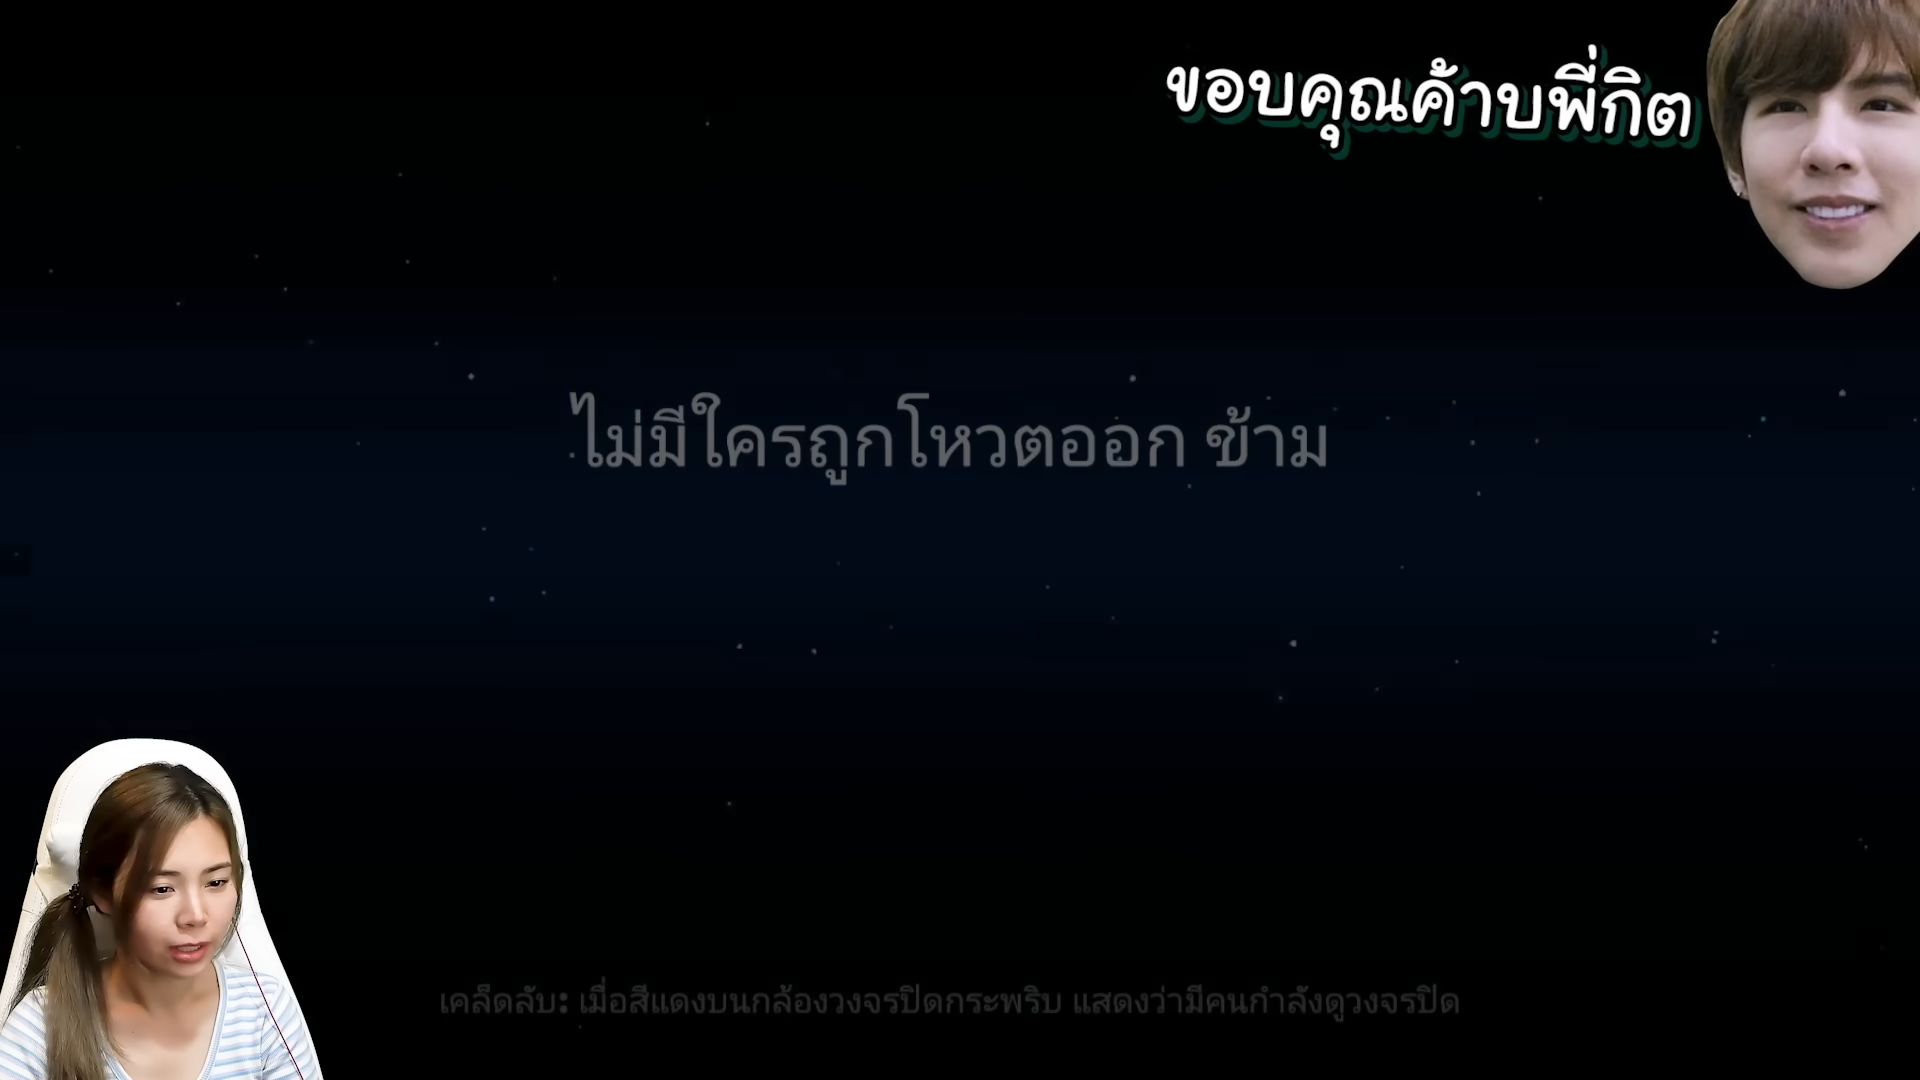 ขอบคุณค้าบพี่กิต
ไม่มีใครถูกโหวตออก ข้าม
เคล็ดลับ: เมื่อสีแดงบนกล้องวงจรปิดกระพริบ แสดงว่ามีคนกำลังดูวงจรปิด